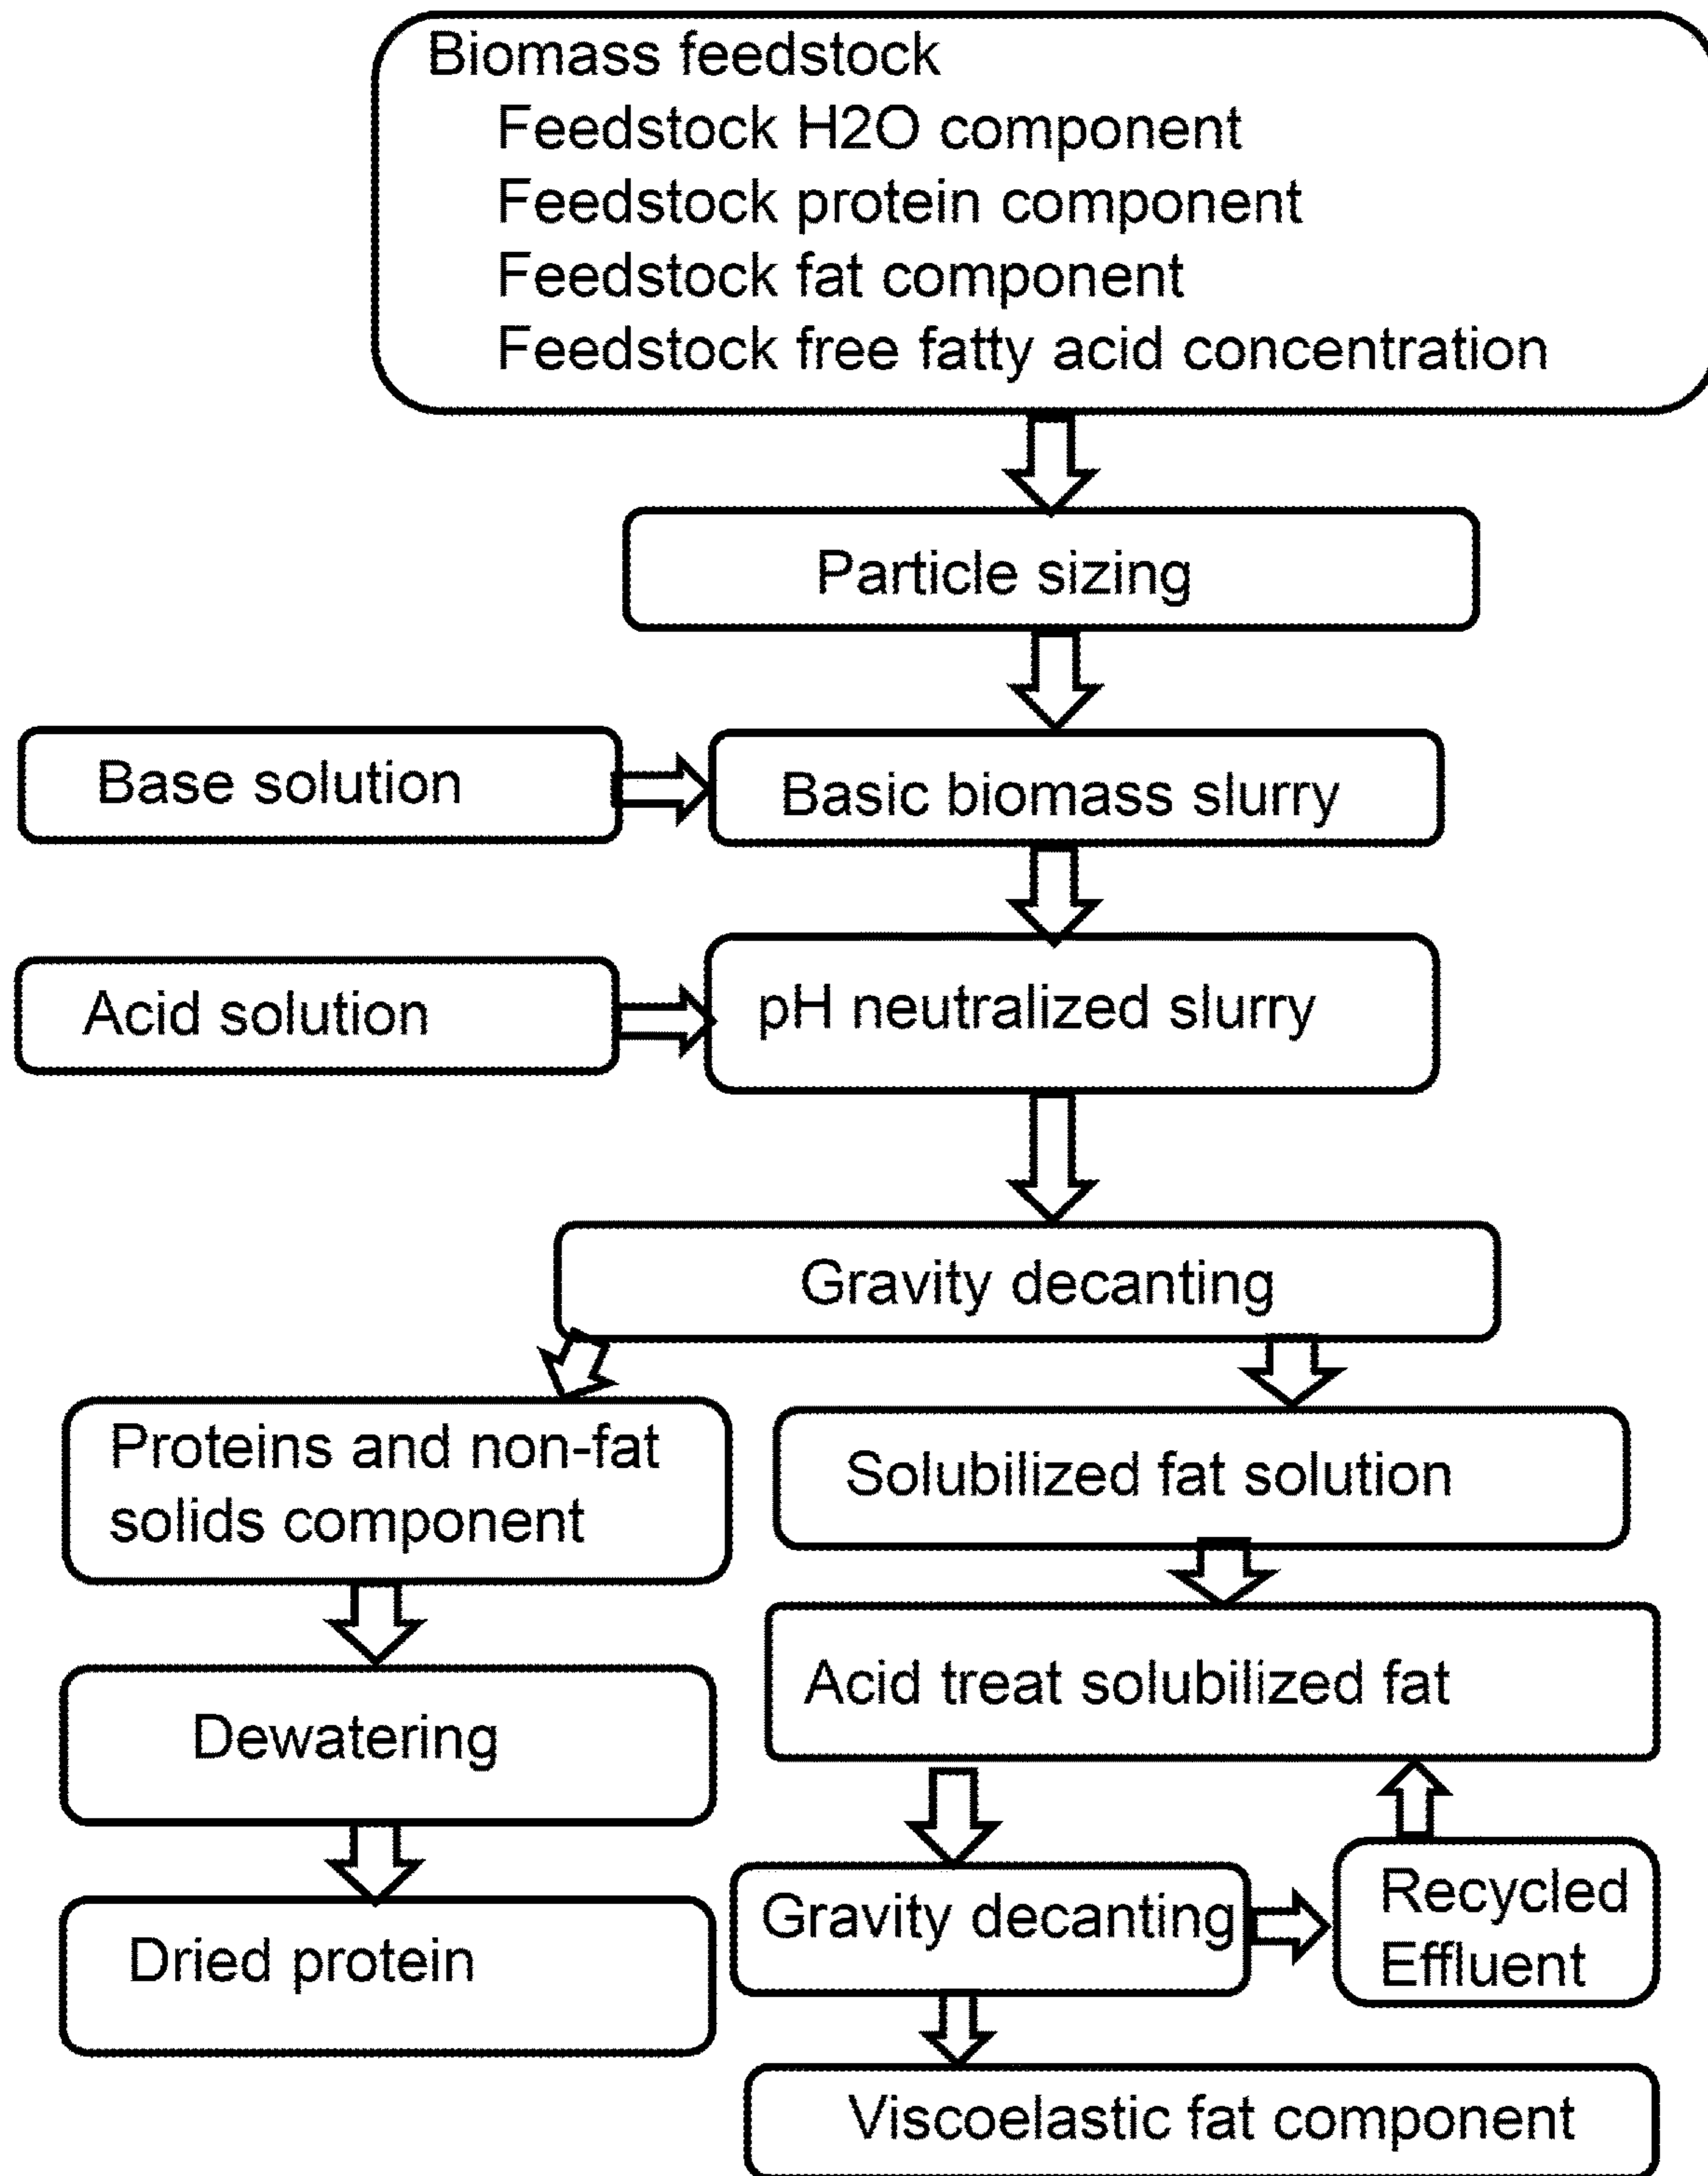 Biomass feedstock
Feedstock H2O component
Feedstock protein component
Feedstock fat component
Feedstock free fatty acid concentration
Particle sizing
Base solution
Basic biomass slurry
Acid solution
pH neutralized slurry
Gravity decanting
Proteins and non-fat
solids component
Solubilized fat solution
Acid treat solubilized fat
Dewatering
Gravity decanting
Recycled
Effluent
Dried protein
Viscoelastic fat component